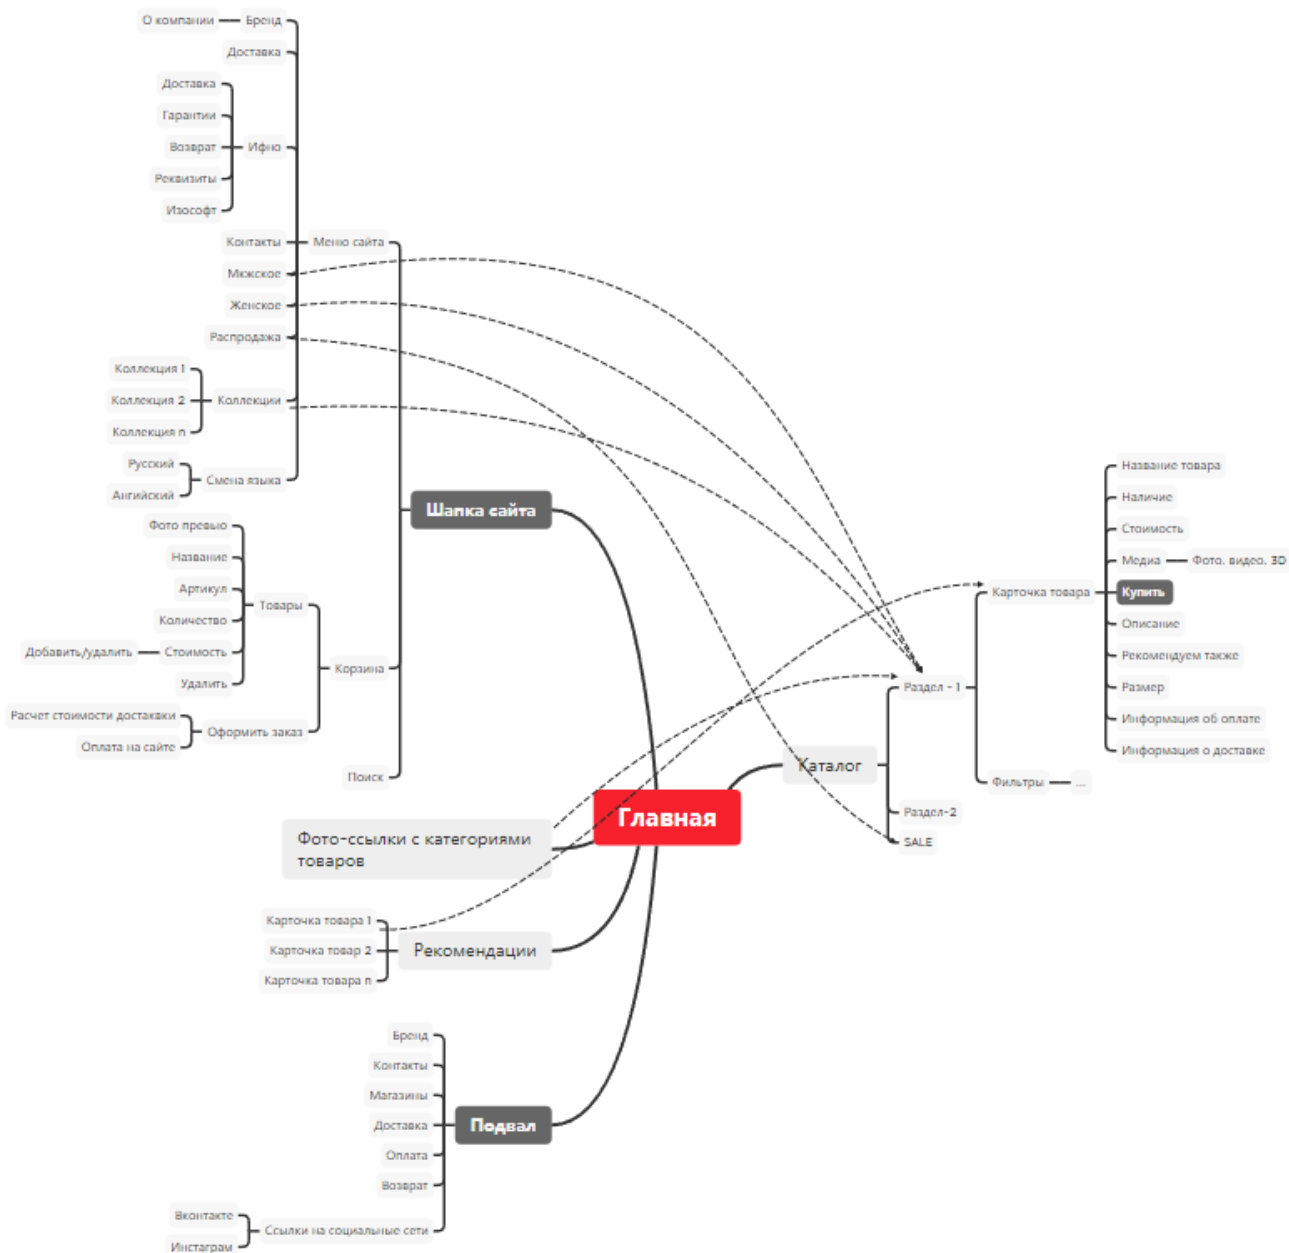 О компании
Бренд
Доставка
Доставка
Гарантии
Возврат
Ифно
Реквизиты
Изософт
Контакты
Меню сайта
Мкжское
Женское
Распродажа
Коллекция 1
Коллекция 2
Коллекции
Коллекция n
Русский
Смена языка
Ангийский
Шапка сайта
Фото превью
Название
Артикул
Товары
Количество
Добавить/удалить
Стоимость
Удалить
Корзина
Расчет стоимости достаквки
Оформить заказ
Оплата на сайте
Поиск
Название товара
Наличие
Стоимость
Медиа
Фото. видео. 3D
Карточка товара
Купить
Описание
Рекомендуем также
Размер
Раздел - 1
Информация об оплате
Информация о доставке
Каталог
Фильтры
...
Раздел-2
SALE
Главная
Фото-ссылки с категориями
товаров
Карточка товара 1
Карточка товар 2
Рекомендации
Карточка товара n
Бренд
Контакты
Магазины
Доставка
Подвал
Оплата
Возврат
Вконтакте
Ссылки на социальные сети
Инстаграм